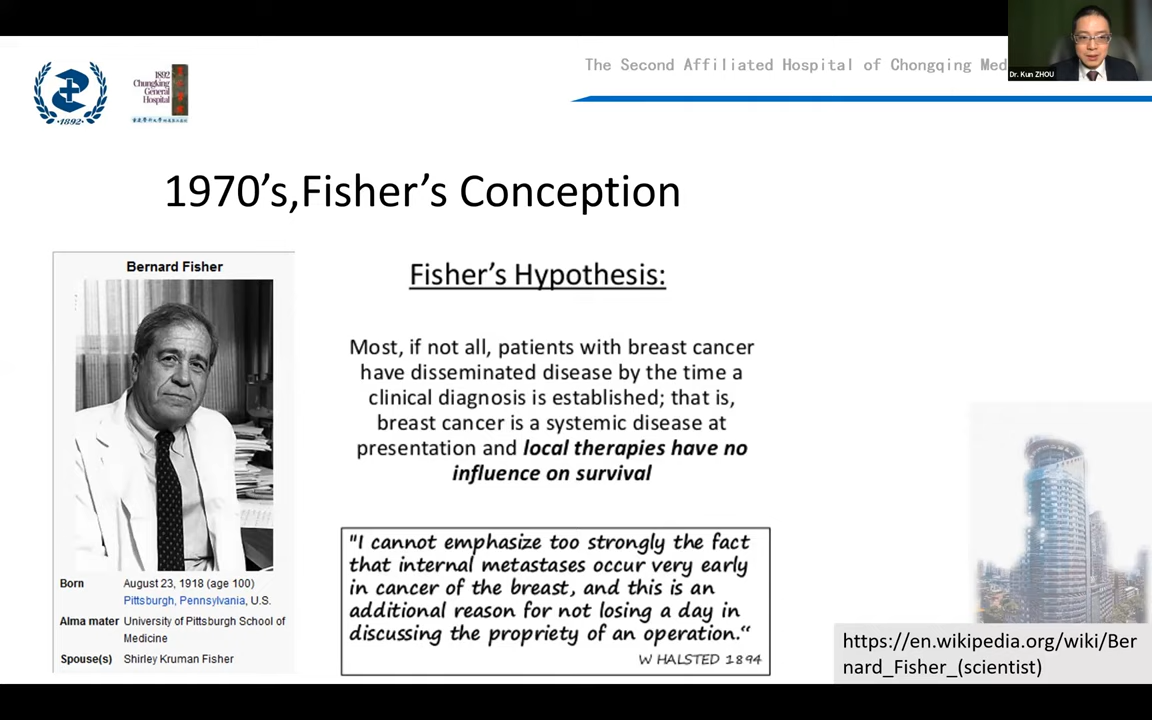 The Second Affiliated Hospital of Chongqing Med
Dr. Kun ZHOU
1892
Chungking
General
Hospital
·1892·
1970’s,Fisher’s Conception
Bernard Fisher
Born August 23, 1918 (age 100)
Pittsburgh, Pennsylvania, U.S.
Alma mater University of Pittsburgh School of
Medicine
Spouse(s) Shirley Kruman Fisher
Fisher’s Hypothesis:
Most, if not all, patients with breast cancer
have disseminated disease by the time a
clinical diagnosis is established; that is,
breast cancer is a systemic disease at
presentation and local therapies have no
influence on survival
"I cannot emphasize too strongly the fact
that internal metastases occur very early
in cancer of the breast, and this is an
additional reason for not losing a day in
discussing the propriety of an operation.“
W HALSTED 1894
https://en.wikipedia.org/wiki/Ber
nard_Fisher_(scientist)